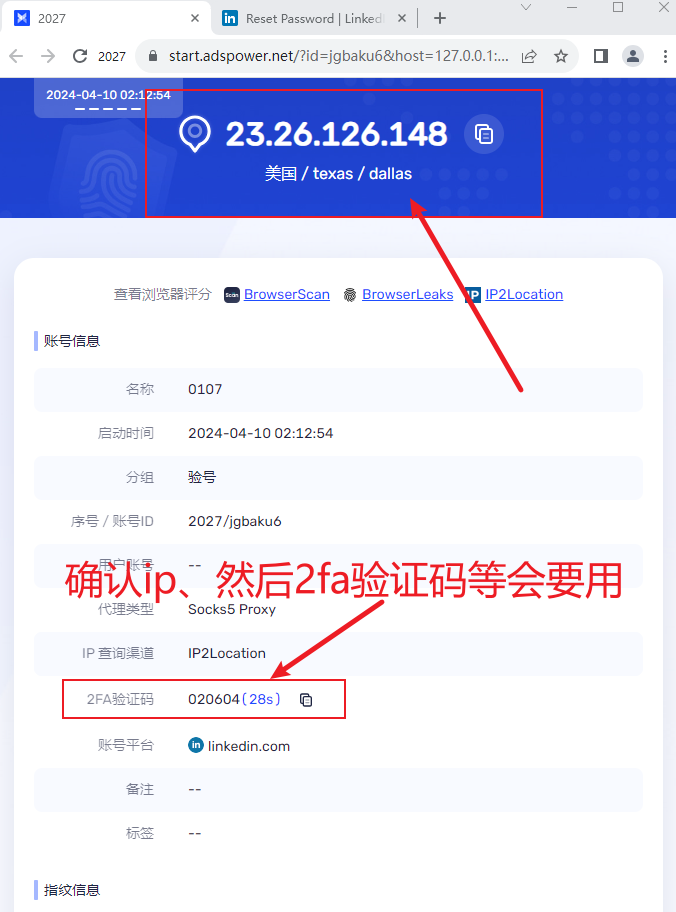 2027
Reset Password | Linked
2027
start.adspower.net/?id=jgbaku6&host=127.0.0.1:...
2024-04-10 02:12:54
23.26.126.148
美国 / texas / dallas
查看浏览器评分 Scan BrowserScan BrowserLeaks IP IP2Location
账号信息
名称 0107
启动时间 2024-04-10 02:12:54
分组 验号
序号 / 账号ID 2027/jgbaku6
用户账号 --
确认ip、然后2fa验证码等会要用
代理类型 Socks5 Proxy
IP 查询渠道 IP2Location
2FA验证码 020604(28s)
账号平台 in linkedin.com
备注 --
标签 --
指纹信息